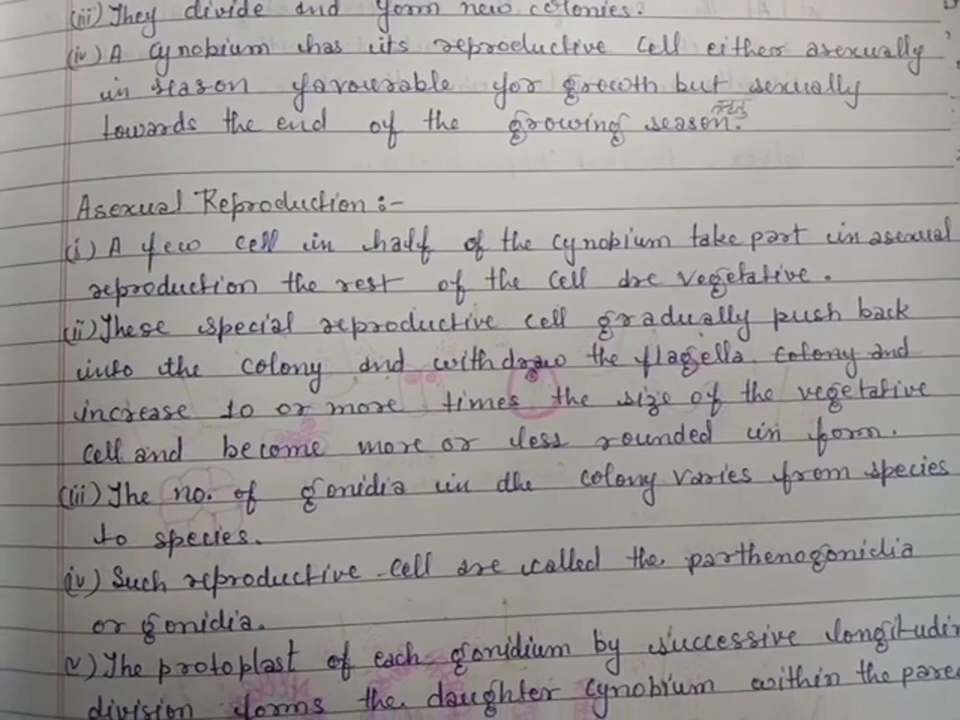 (iii) They divide and form new colonies.
(iv) A cynobium has its reproductive cell either asexually
in season favourable for growth but sexually
towards the end of the growing season.
Asexual Reproduction :-
(i) A few cell in half of the cynobium take part in asexual
reproduction the rest of the cell are vegetative.
(ii) These special reproductive cell gradually push back
into the colony and withdraw the flagella colony and
increase 10 or more times the size of the vegetative
cell and become more or less rounded in form.
(iii) The no. of gonidia in the colony varies from species
to species.
(iv) Such reproductive cell are called the parthenogonidia
or gonidia.
(v) The protoplast of each gonidium by successive longitudin
division forms the daughter cynobium within the pare